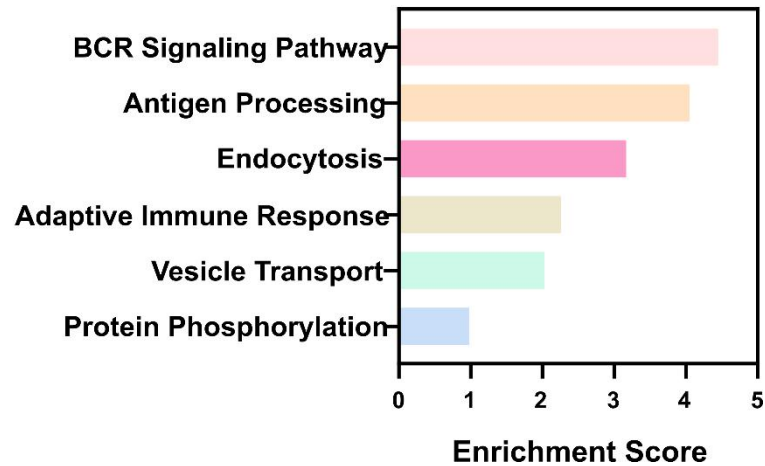 BCR Signaling Pathway
Antigen Processing
Endocytosis
Adaptive Immune Response
Vesicle Transport
Protein Phosphorylation
0 1 2 3 4 5
Enrichment Score